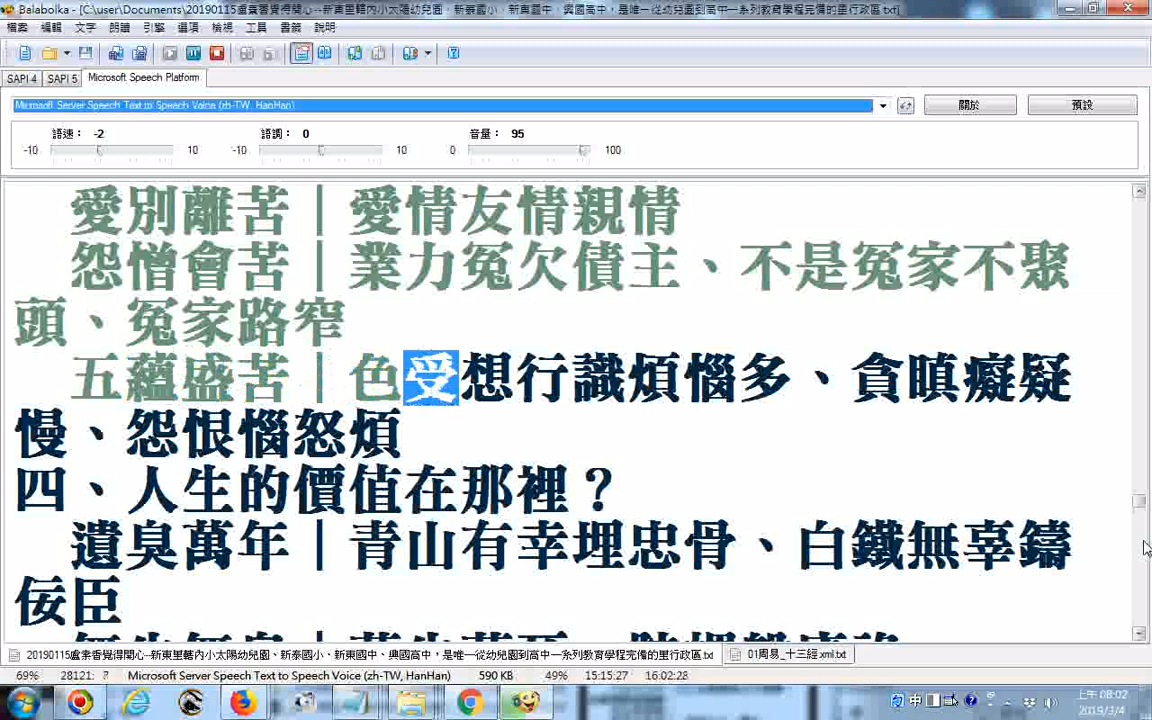 Balabolka - [C:\user\Documents\20190115盧秉香覺得開心--新東里轄內小太陽幼兒園、新泰國小、新東國中、興國高中，是唯一從幼兒園到高中一系列教育學程完備的里行政區.txt]
檔案 編輯 文字 朗讀 引擎 選項 檢視 工具 書籤 說明
SAPI 4 SAPI 5 Microsoft Speech Platform
Microsoft Server Speech Text to Speech Voice (zh-TW, HanHan) 關於 預設
語速： -2 語調： 0 音量： 95
-10 10 -10 10 0 100
愛別離苦｜愛情友情親情
怨憎會苦｜業力冤欠債主、不是冤家不聚
頭、冤家路窄
五蘊盛苦｜色受想行識煩惱多、貪瞋癡疑
慢、怨恨惱怒煩
四、人生的價值在那裡？
遺臭萬年｜青山有幸埋忠骨、白鐵無辜鑄
佞臣
20190115盧秉香覺得開心--新東里轄內小太陽幼兒園、新泰國小、新東國中、興國高中，是唯一從幼兒園到高中一系列教育學程完備的里行政區.txt 01周易_十三經.xml.txt
69% 28121: ? Microsoft Server Speech Text to Speech Voice (zh-TW, HanHan) 590 KB 49% 15:15:27 16:02:28
中 上午 08:02
2019/3/4